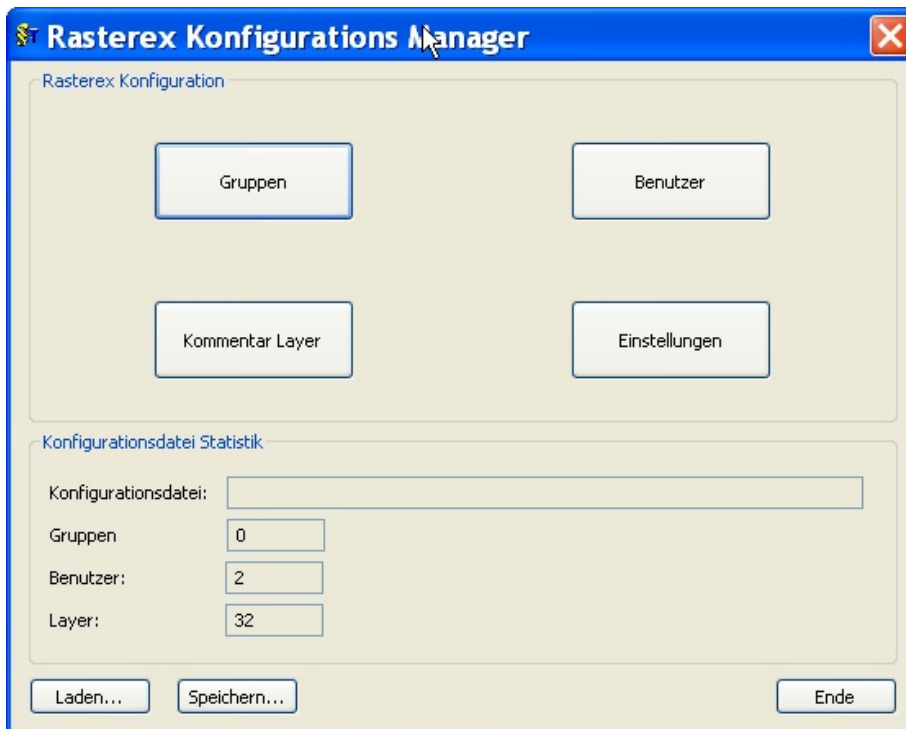 Rasterex Konfigurations Manager
Rasterex Konfiguration
Gruppen
Benutzer
Kommentar Layer
Einstellungen
Konfigurationsdatei Statistik
Konfigurationsdatei:
Gruppen 0
Benutzer: 2
Layer: 32
Laden... Speichern... Ende